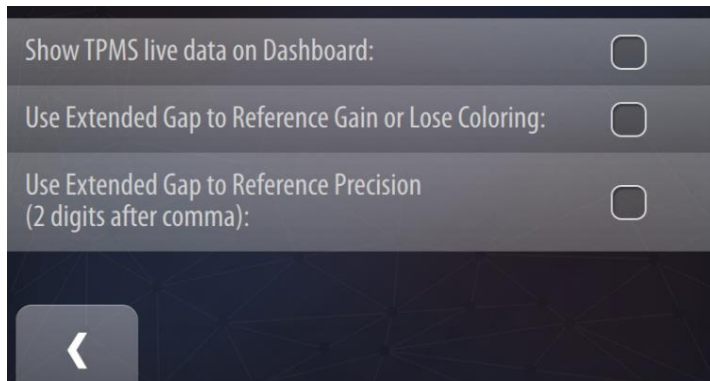 Show TPMS live data on Dashboard:
Use Extended Gap to Reference Gain or Lose Coloring:
Use Extended Gap to Reference Precision
(2 digits after comma):